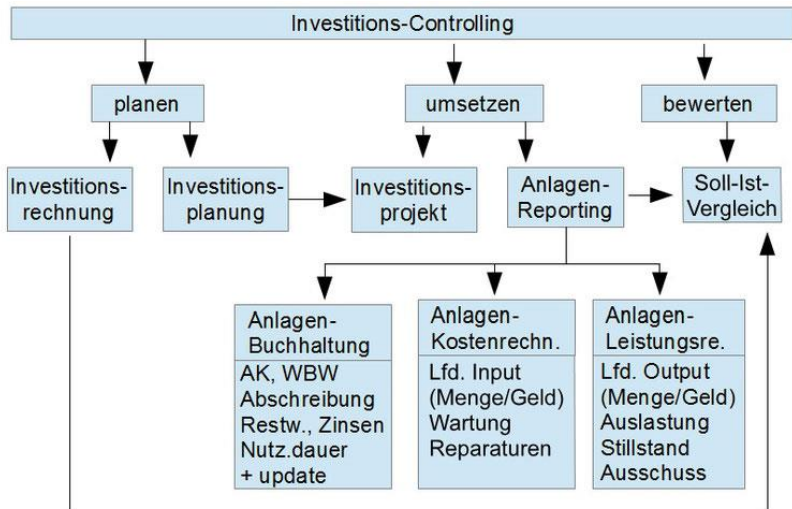 Investitions-Controlling
planen
umsetzen
bewerten
Investitions-
rechnung
Investitions-
planung
Investitions-
projekt
Anlagen-
Reporting
Soll-Ist-
Vergleich
Anlagen-
Buchhaltung
AK, WBW
Abschreibung
Restw., Zinsen
Nutz.dauer
+ update
Anlagen-
Kostenrechn.
Lfd. Input
(Menge/Geld)
Wartung
Reparaturen
Anlagen-
Leistungsre.
Lfd. Output
(Menge/Geld)
Auslastung
Stillstand
Ausschuss